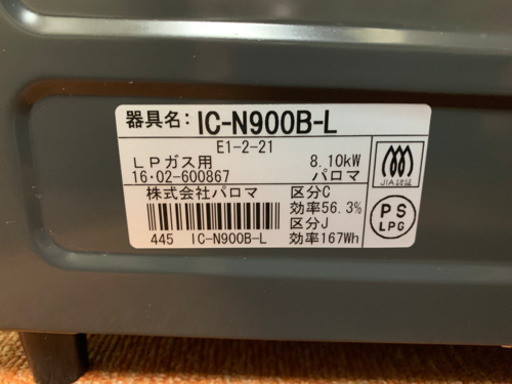 器具名: IC-N900B-L
E1-2-21
LPガス用 8.10kW
16・02-600867 パロマ
株式会社パロマ 区分C
効率56.3%
区分J
445 IC-N900B-L 効率167Wh
JIA認証
PS
LPG